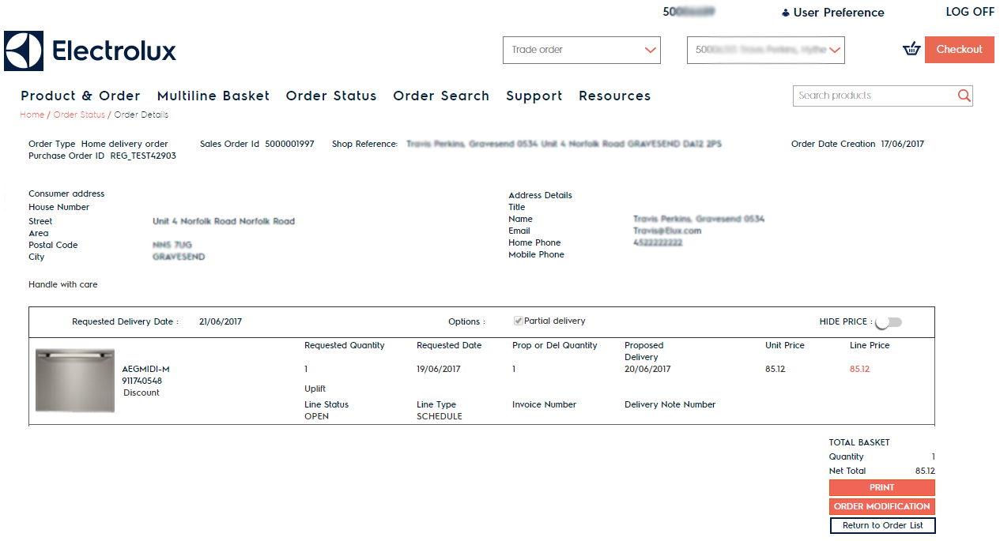 50
User Preference
LOG OFF
Electrolux
Trade order
500
Checkout
Product & Order Multiline Basket Order Status Order Search Support Resources
Search products
Home / Order Status / Order Details
Order Type Home delivery order
Sales Order Id 5000001997
Shop Reference: Travis Perkins, Gravesend 0534 Unit 4 Norfolk Road GRAVESEND DA12 2PS
Order Date Creation 17/06/2017
Purchase Order ID REG_TEST42903
Consumer address
House Number
Street Unit 4 Norfolk Road Norfolk Road
Area
Postal Code NN5 7UG
City GRAVESEND
Address Details
Title
Name Travis Perkins, Gravesend 0534
Email Travis@Elux.com
Home Phone 4522222222
Mobile Phone
Handle with care
Requested Delivery Date : 21/06/2017 Options : Partial delivery HIDE PRICE :
Requested Quantity Requested Date Prop or Del Quantity Proposed Delivery Unit Price Line Price
AEGMIDI-M
911740548
Discount
1 19/06/2017 1 20/06/2017 85.12 85.12
Uplift
Line Status Line Type Invoice Number Delivery Note Number
OPEN SCHEDULE
TOTAL BASKET
Quantity 1
Net Total 85.12
PRINT
ORDER MODIFICATION
Return to Order List